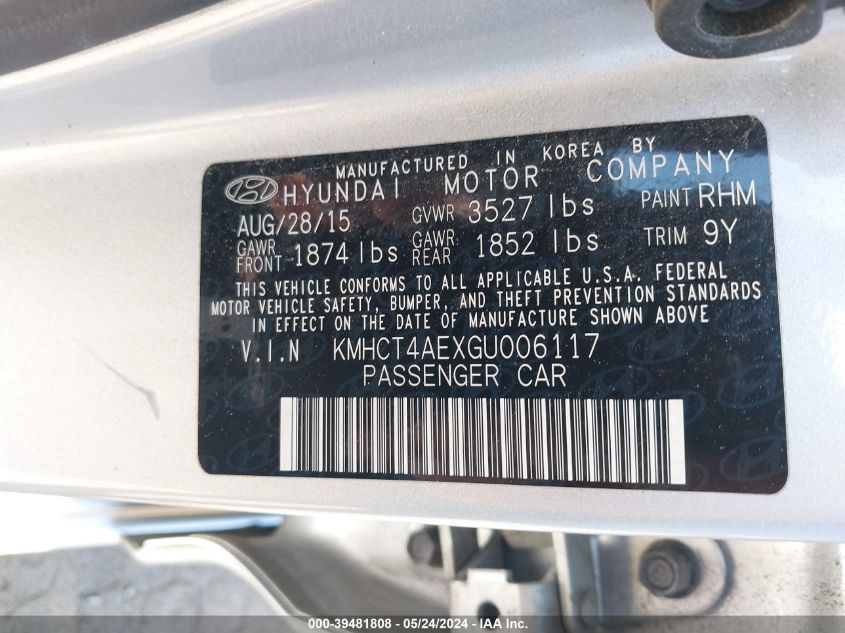 MANUFACTURED IN KOREA BY
HYUNDAI MOTOR COMPANY
AUG/28/15 GVWR 3527 lbs PAINT RHM
GAWR FRONT 1874 lbs GAWR REAR 1852 lbs TRIM 9Y
THIS VEHICLE CONFORMS TO ALL APPLICABLE U.S.A. FEDERAL
MOTOR VEHICLE SAFETY, BUMPER, AND THEFT PREVENTION STANDARDS
IN EFFECT ON THE DATE OF MANUFACTURE SHOWN ABOVE
V.I.N KMHCT4AEXGU006117
PASSENGER CAR
000-39481808 - 05/24/2024 - IAA Inc.